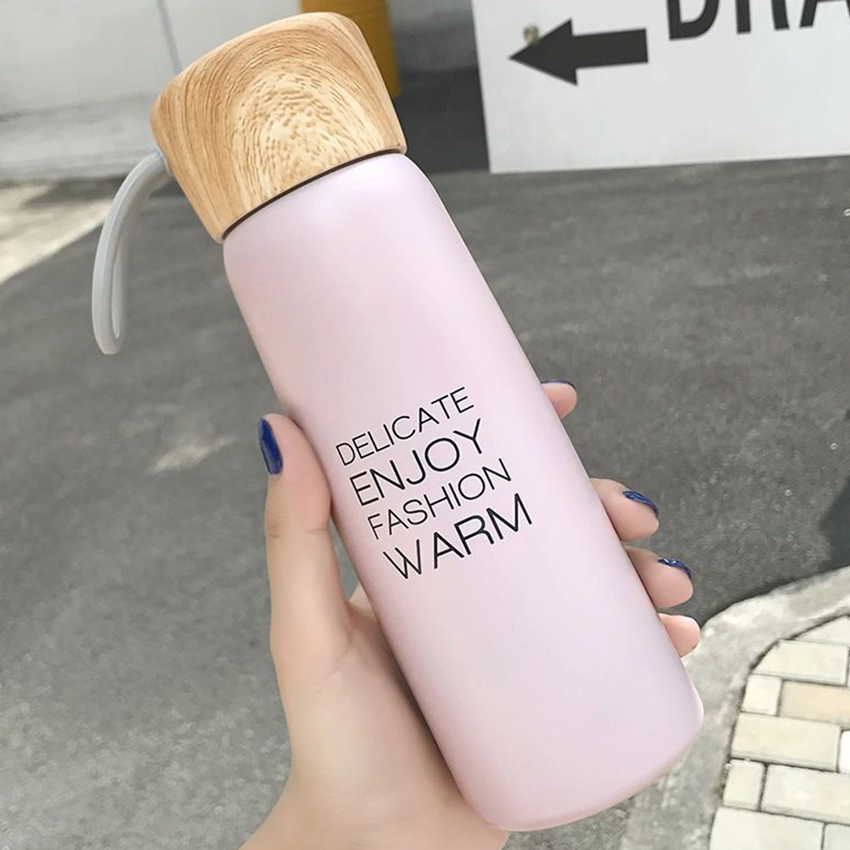 DELICATE
ENJOY
FASHION
WARM